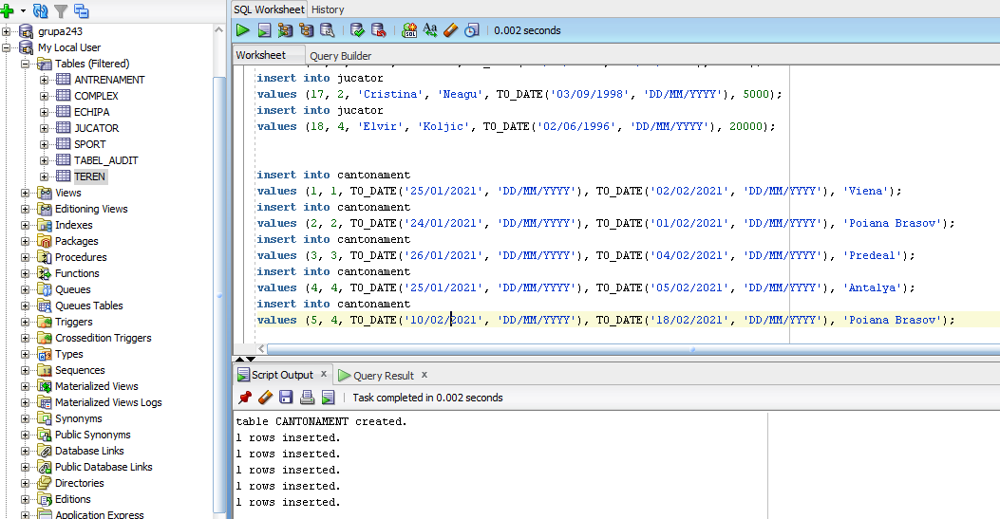 SQL Worksheet History
0.002 seconds
Worksheet Query Builder
grupa243
My Local User
Tables (Filtered)
ANTRENAMENT
COMPLEX
ECHIPA
JUCATOR
SPORT
TABEL_AUDIT
TEREN
Views
Editioning Views
Indexes
Packages
Procedures
Functions
Queues
Queues Tables
Triggers
Crossedition Triggers
Types
Sequences
Materialized Views
Materialized Views Logs
Synonyms
Public Synonyms
Database Links
Public Database Links
Directories
Editions
Application Express
insert into jucator
values (17, 2, 'Cristina', 'Neagu', TO_DATE('03/09/1998', 'DD/MM/YYYY'), 5000);
insert into jucator
values (18, 4, 'Elvir', 'Koljic', TO_DATE('02/06/1996', 'DD/MM/YYYY'), 20000);
insert into cantonament
values (1, 1, TO_DATE('25/01/2021', 'DD/MM/YYYY'), TO_DATE('02/02/2021', 'DD/MM/YYYY'), 'Viena');
insert into cantonament
values (2, 2, TO_DATE('24/01/2021', 'DD/MM/YYYY'), TO_DATE('01/02/2021', 'DD/MM/YYYY'), 'Poiana Brasov');
insert into cantonament
values (3, 3, TO_DATE('26/01/2021', 'DD/MM/YYYY'), TO_DATE('04/02/2021', 'DD/MM/YYYY'), 'Predeal');
insert into cantonament
values (4, 4, TO_DATE('25/01/2021', 'DD/MM/YYYY'), TO_DATE('05/02/2021', 'DD/MM/YYYY'), 'Antalya');
insert into cantonament
values (5, 4, TO_DATE('10/02/2021', 'DD/MM/YYYY'), TO_DATE('18/02/2021', 'DD/MM/YYYY'), 'Poiana Brasov');
Script Output x Query Result x
Task completed in 0.002 seconds
table CANTONAMENT created.
1 rows inserted.
1 rows inserted.
1 rows inserted.
1 rows inserted.
1 rows inserted.